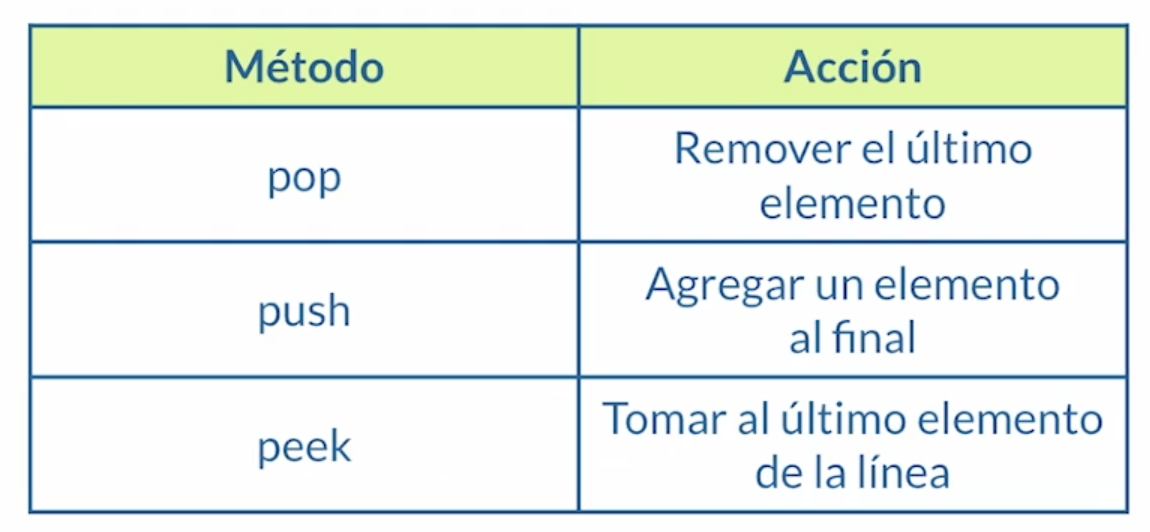 Método
Acción
pop
Remover el último
elemento
push
Agregar un elemento
al final
peek
Tomar al último elemento
de la línea